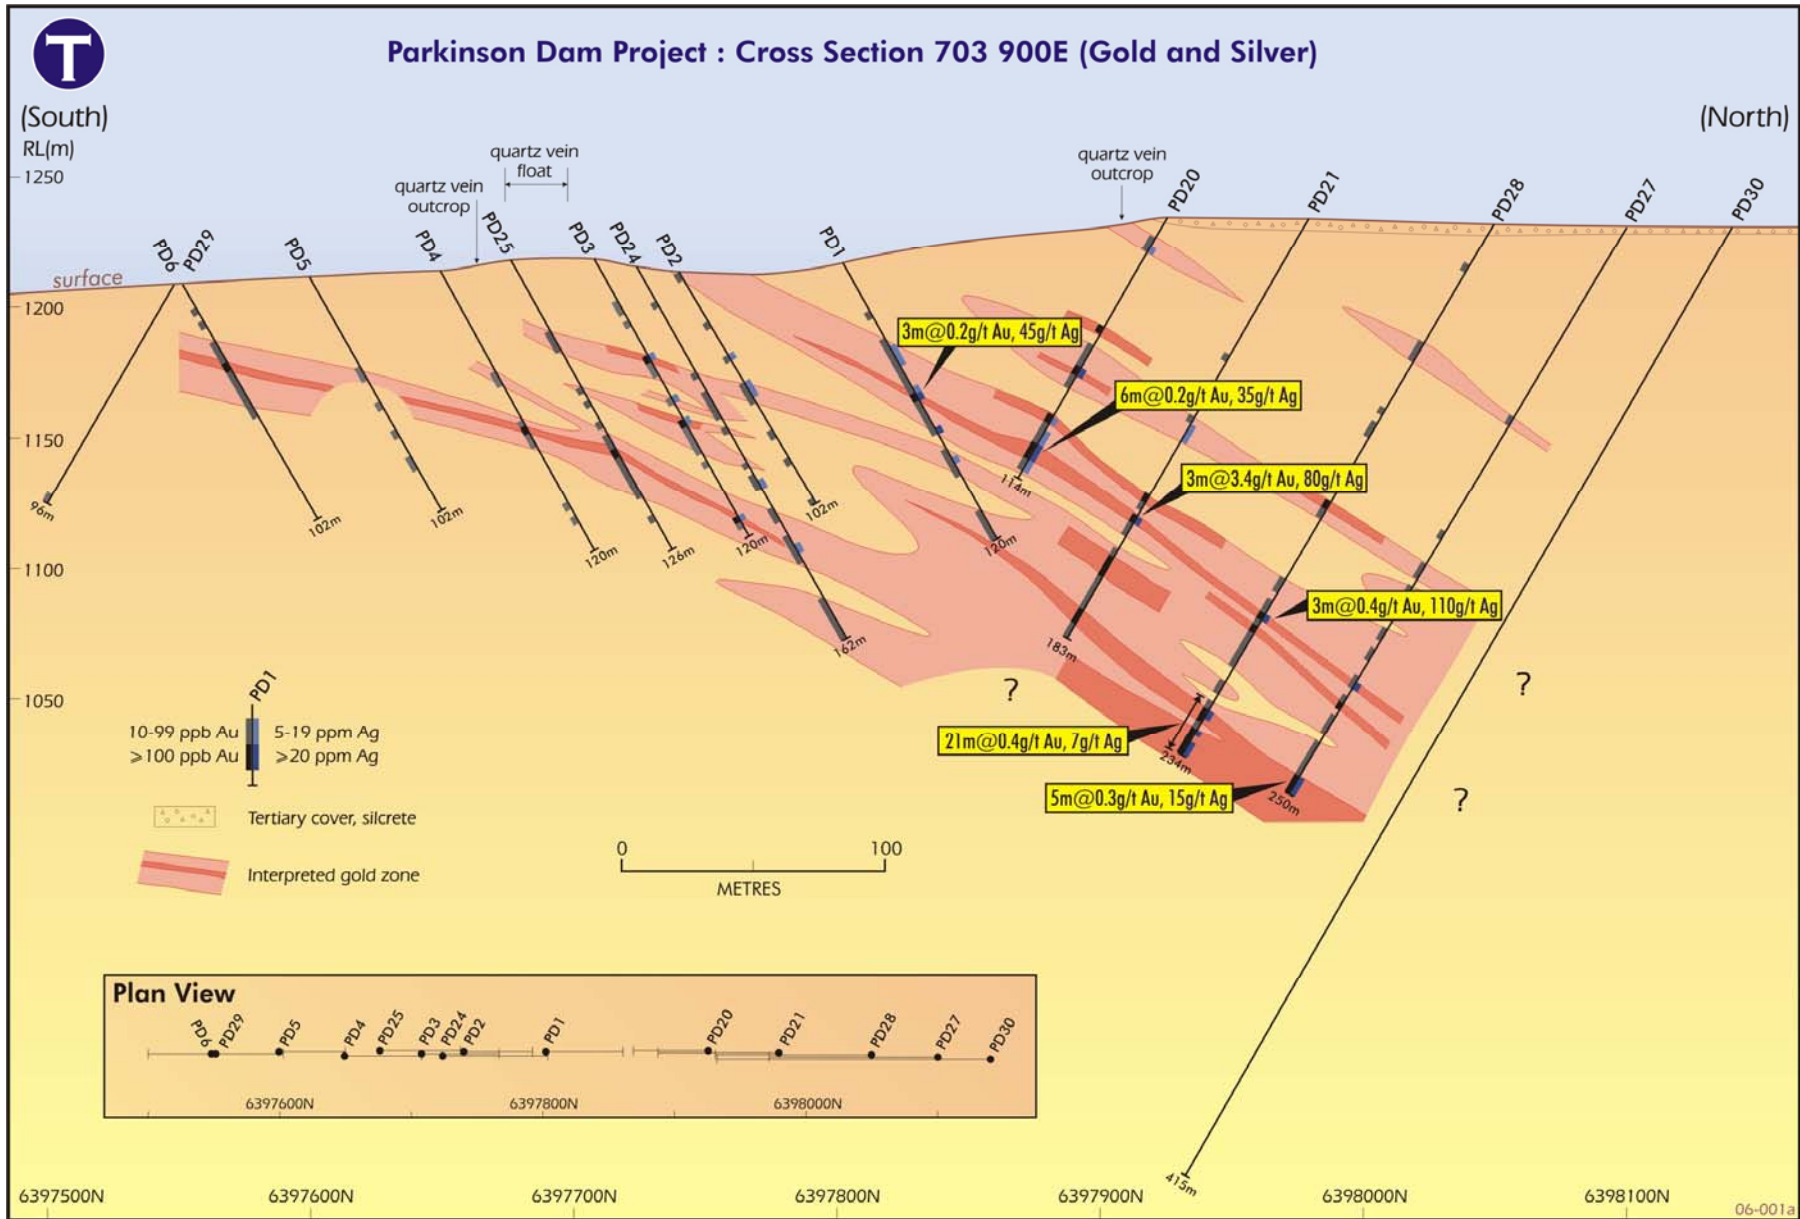 T
Parkinson Dam Project : Cross Section 703 900E (Gold and Silver)
(South)
(North)
RL(m)
1250
1200
1150
1100
1050
surface
quartz vein
outcrop
quartz vein
float
quartz vein
outcrop
PD6
PD29
PD5
PD4
PD25
PD3
PD24
PD2
PD1
PD20
PD21
PD28
PD27
PD30
3m@0.2g/t Au, 45g/t Ag
6m@0.2g/t Au, 35g/t Ag
3m@3.4g/t Au, 80g/t Ag
3m@0.4g/t Au, 110g/t Ag
21m@0.4g/t Au, 7g/t Ag
5m@0.3g/t Au, 15g/t Ag
96m
102m
102m
120m
126m
120m
102m
162m
120m
114m
183m
234m
250m
415m
?
?
?
PD1
10-99 ppb Au
5-19 ppm Ag
⩾100 ppb Au
⩾20 ppm Ag
Tertiary cover, silcrete
Interpreted gold zone
0
100
METRES
Plan View
PD6
PD29
PD5
PD4
PD25
PD3
PD24
PD2
PD1
PD20
PD21
PD28
PD27
PD30
6397600N
6397800N
6398000N
6397500N
6397600N
6397700N
6397800N
6397900N
6398000N
6398100N
06-001a